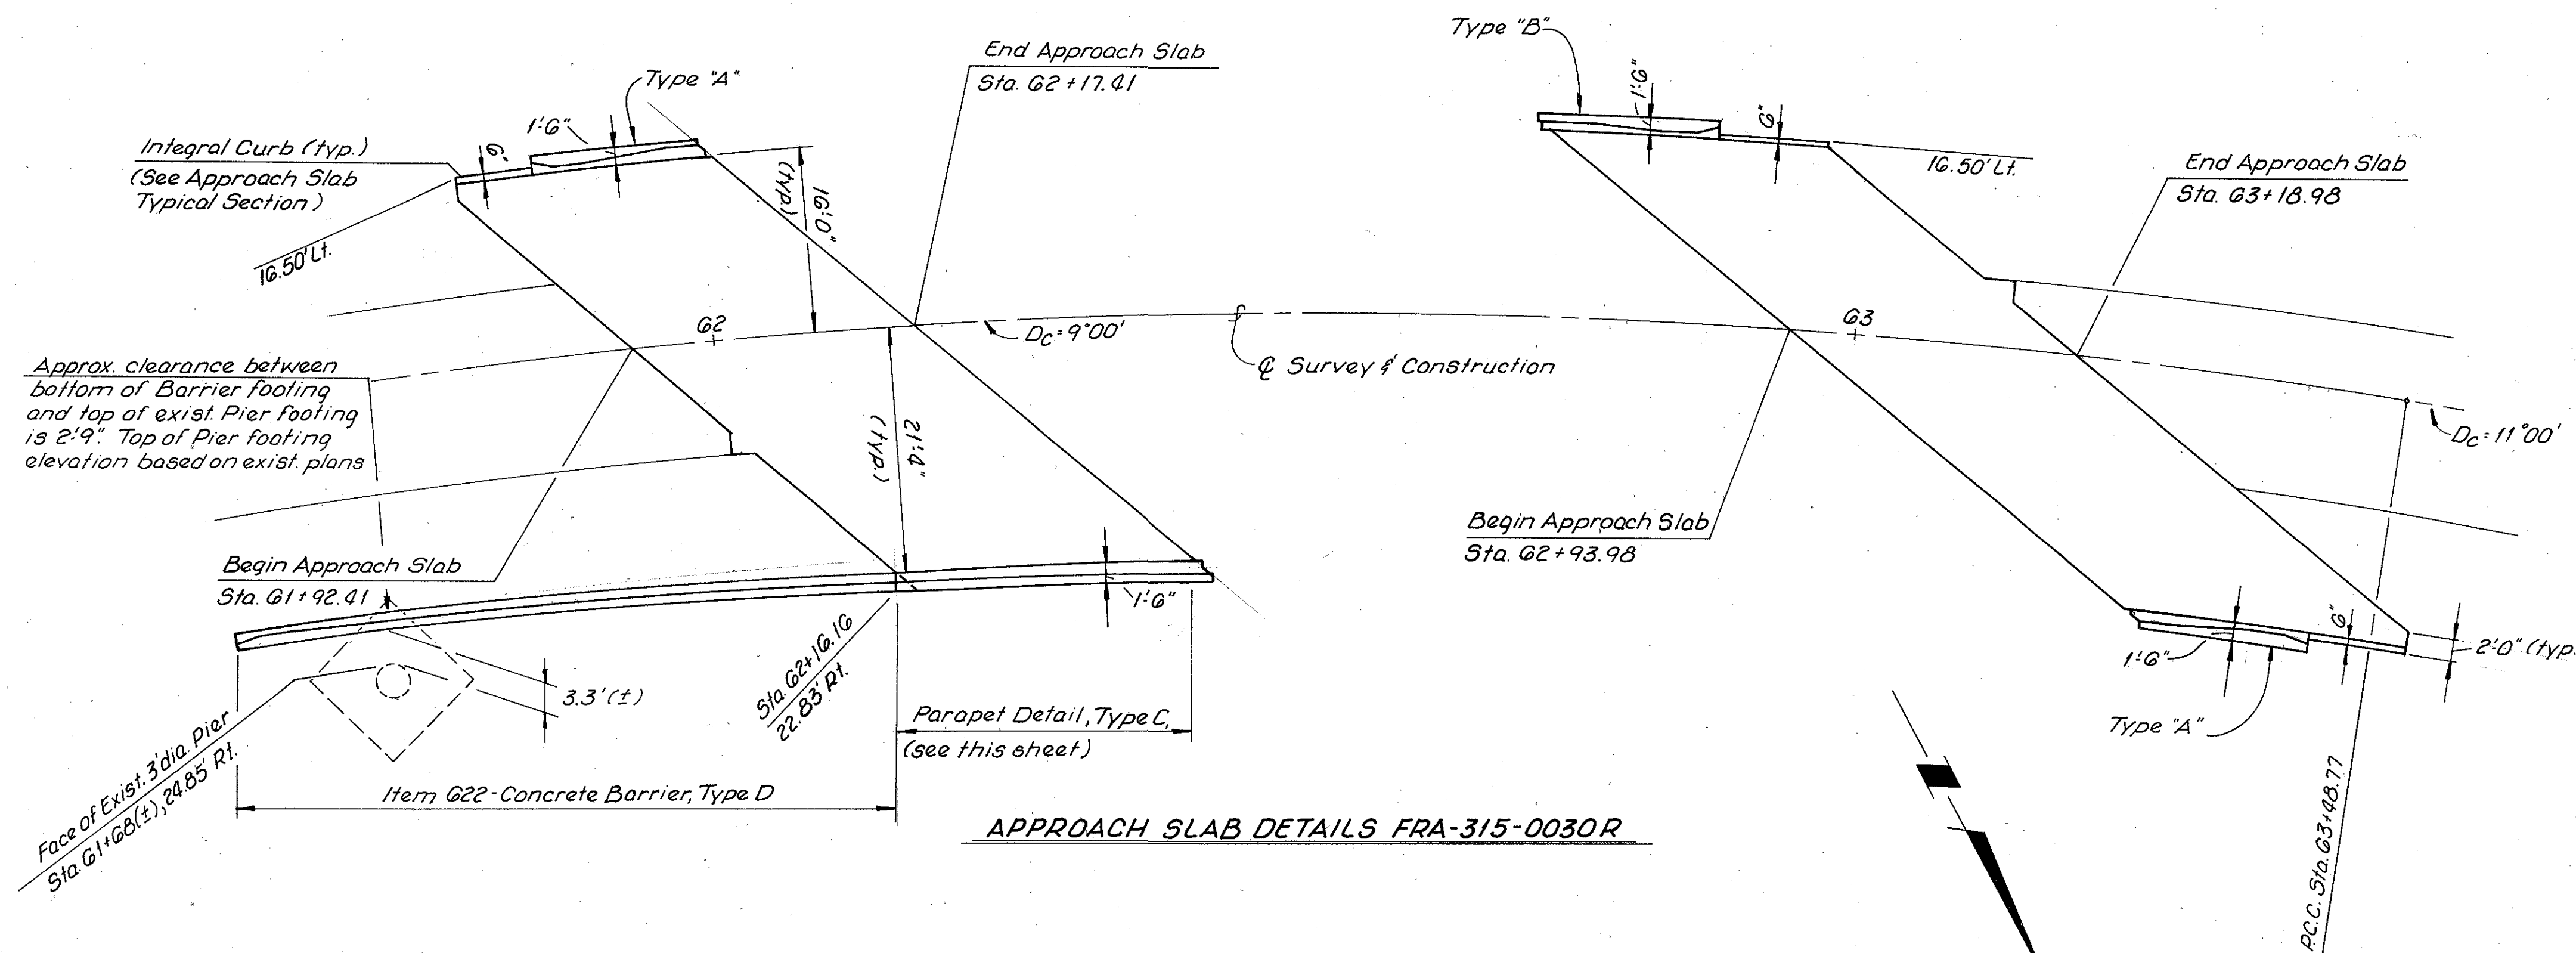 Type "A"
1'-6"
6"
Integral Curb (typ.)
(See Approach Slab
Typical Section)
16.50' Lt.
16'-0"
(typ.)
End Approach Slab
Sta. 62+17.41
Type "B"
1'-6"
6"
16.50' Lt.
End Approach Slab
Sta. 63+18.98
62
Dc = 9°00'
℄ Survey & Construction
63
Dc = 11°00'
Approx. clearance between
bottom of Barrier footing
and top of exist. Pier footing
is 2'-9". Top of Pier footing
elevation based on exist. plans
21'-4"
(typ.)
Begin Approach Slab
Sta. 61+92.41
Begin Approach Slab
Sta. 62+93.98
1'-6"
Sta. 62+16.16
22.83' Rt.
3.3' (±)
Parapet Detail, Type C,
(see this sheet)
Face of Exist. 3' dia. Pier
Sta. 61+68(±), 24.85' Rt.
Item 622-Concrete Barrier, Type D
6"
1'-6"
2'-0" (typ.
Type "A"
P.C.C. Sta. 63+48.77
APPROACH SLAB DETAILS FRA-315-0030R